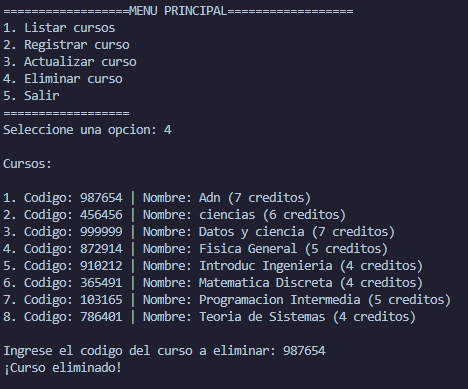 ==================MENU PRINCIPAL==================
1. Listar cursos
2. Registrar curso
3. Actualizar curso
4. Eliminar curso
5. Salir
==================
Seleccione una opcion: 4
Cursos:
1. Codigo: 987654 | Nombre: Adn (7 creditos)
2. Codigo: 456456 | Nombre: ciencias (6 creditos)
3. Codigo: 999999 | Nombre: Datos y ciencia (7 creditos)
4. Codigo: 872914 | Nombre: Fisica General (5 creditos)
5. Codigo: 910212 | Nombre: Introduc Ingenieria (4 creditos)
6. Codigo: 365491 | Nombre: Matematica Discreta (4 creditos)
7. Codigo: 103165 | Nombre: Programacion Intermedia (5 creditos)
8. Codigo: 786401 | Nombre: Teoria de Sistemas (4 creditos)
Ingrese el codigo del curso a eliminar: 987654
¡Curso eliminado!